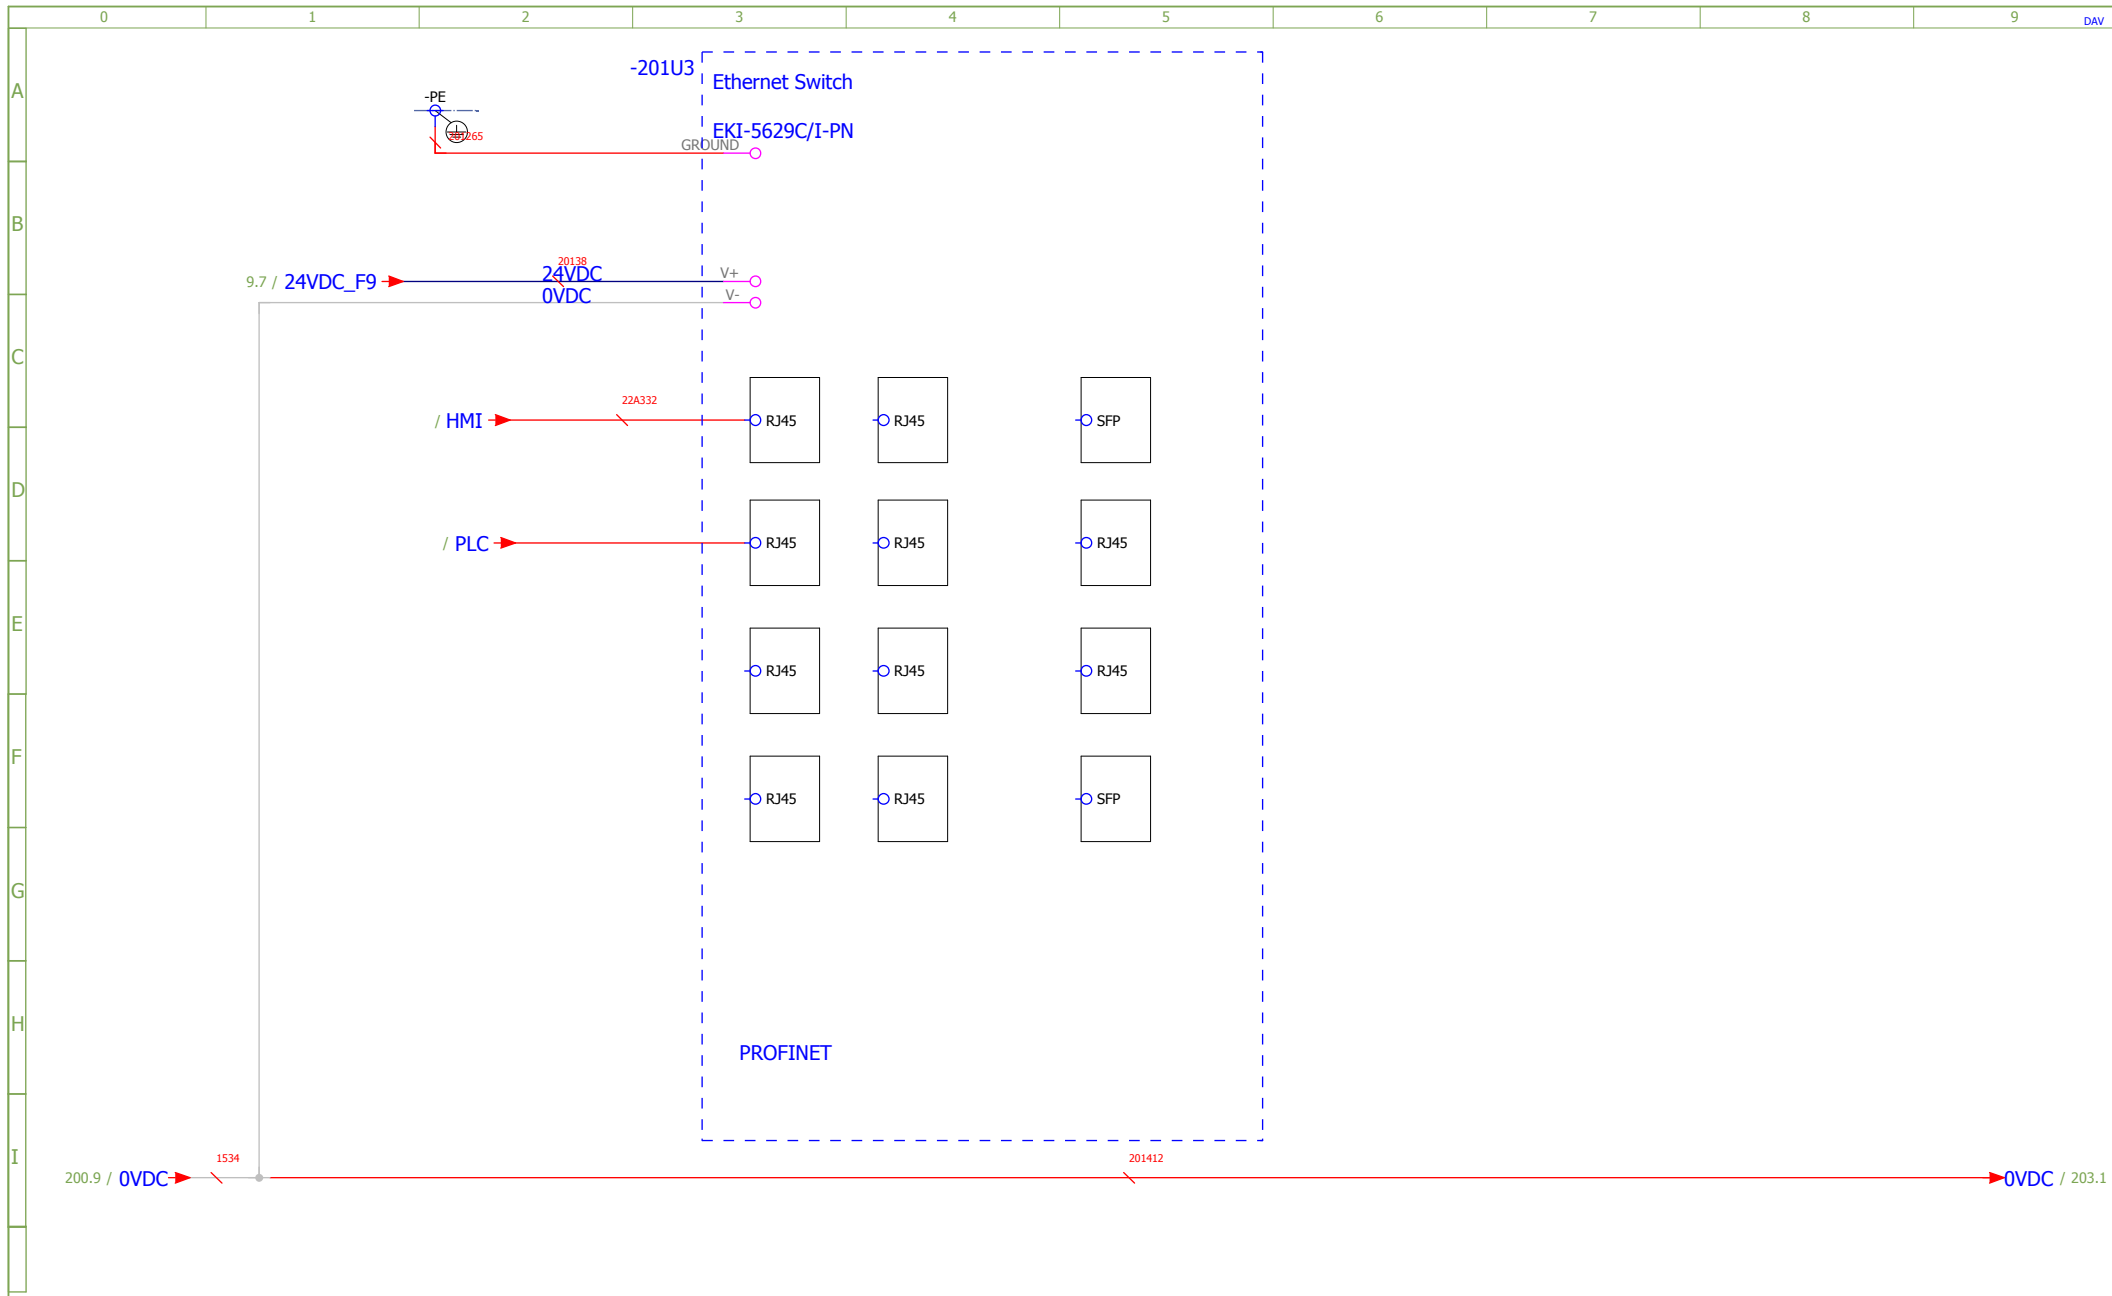 0 1 2 3 4 5 6 7 8 9 DAV
A
-201U3
Ethernet Switch
-PE
EKI-5629C/I-PN
GROUND
B
20138
9.7 / 24VDC_F9 24VDC V+
0VDC V-
C
22A332
/ HMI RJ45 RJ45 SFP
D
/ PLC RJ45 RJ45 RJ45
E
RJ45 RJ45 RJ45
F
RJ45 RJ45 SFP
G
H
PROFINET
I
1534 201412
200.9 / 0VDC 0VDC / 203.1